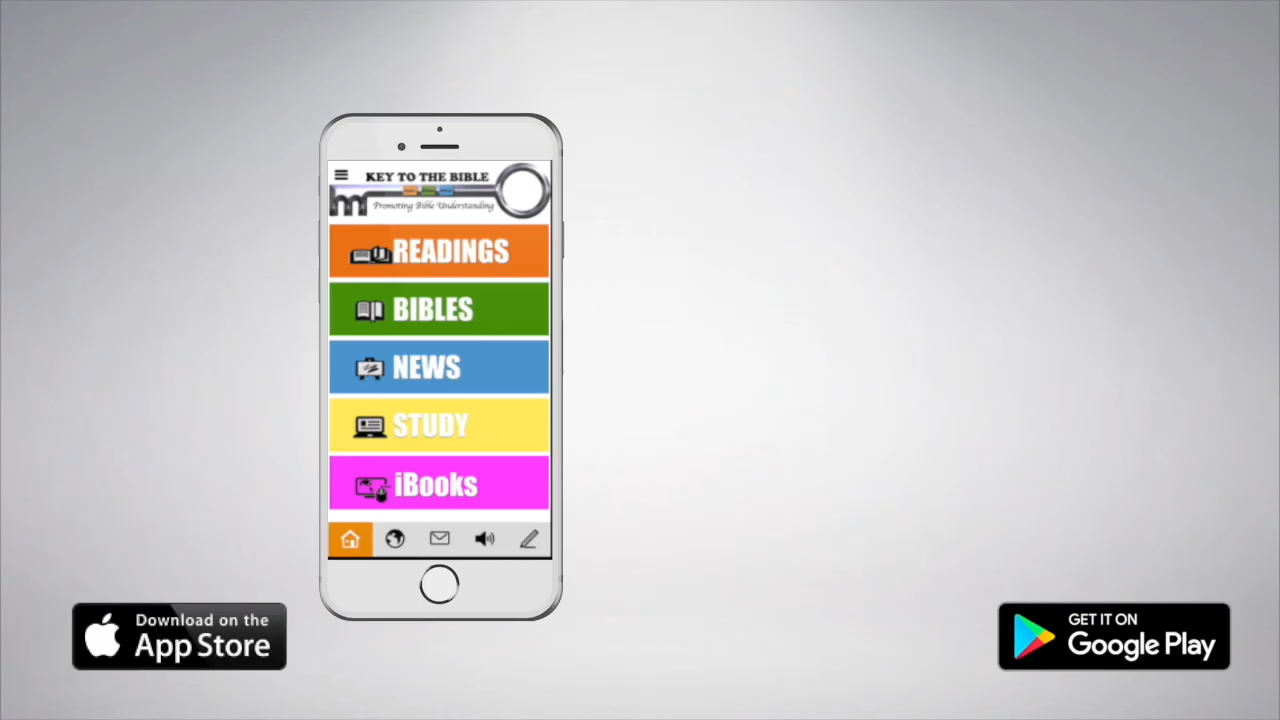 KEY TO THE BIBLE
Promoting Bible Understanding
READINGS
BIBLES
NEWS
STUDY
iBooks
Download on the
App Store
GET IT ON
Google Play